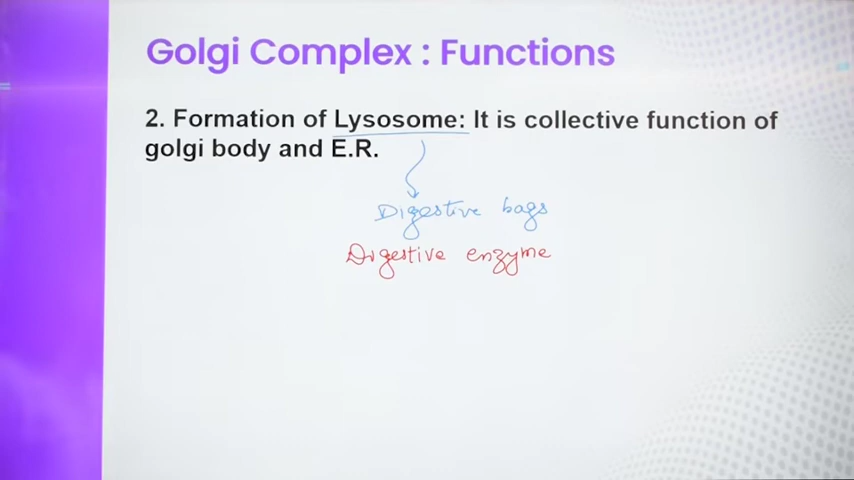 Golgi Complex : Functions
2. Formation of Lysosome: It is collective function of
golgi body and E.R.
Digestive bags
Digestive enzyme